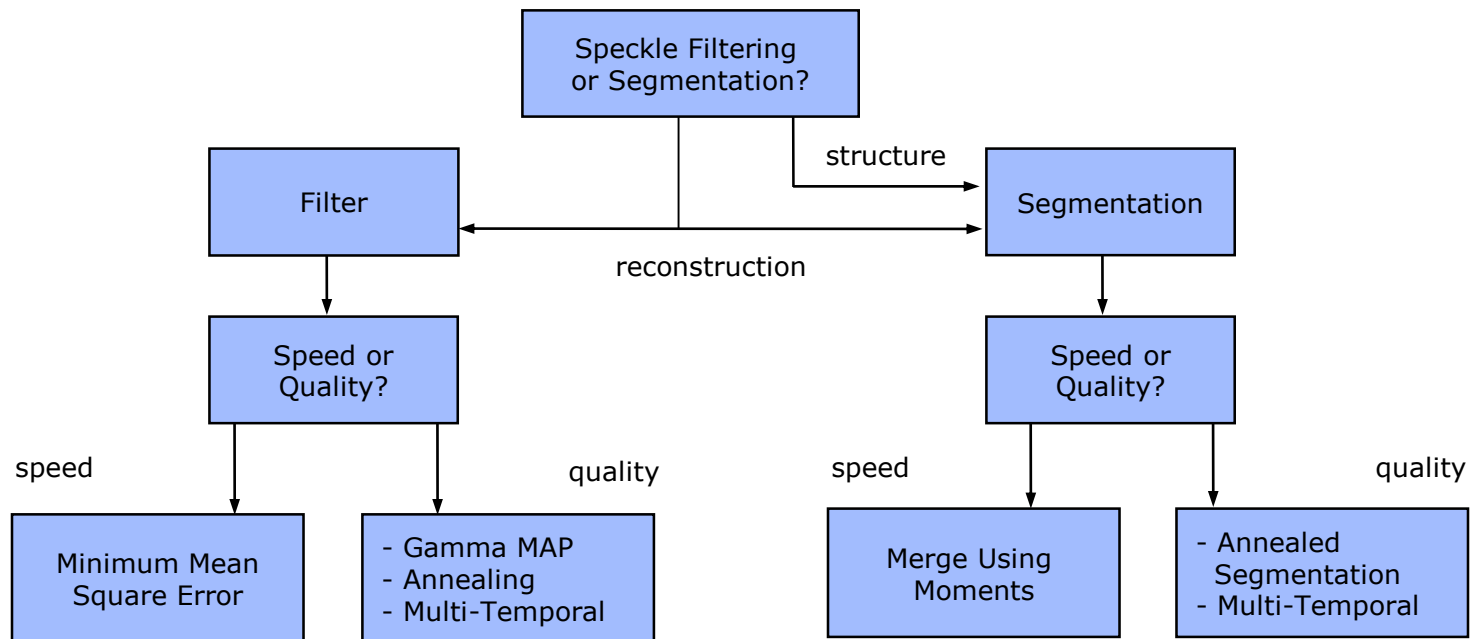 Speckle Filtering
or Segmentation?
structure
Filter
Segmentation
reconstruction
Speed or
Quality?
Speed or
Quality?
speed
quality
speed
quality
Minimum Mean
Square Error
- Gamma MAP
- Annealing
- Multi-Temporal
Merge Using
Moments
- Annealed
Segmentation
- Multi-Temporal